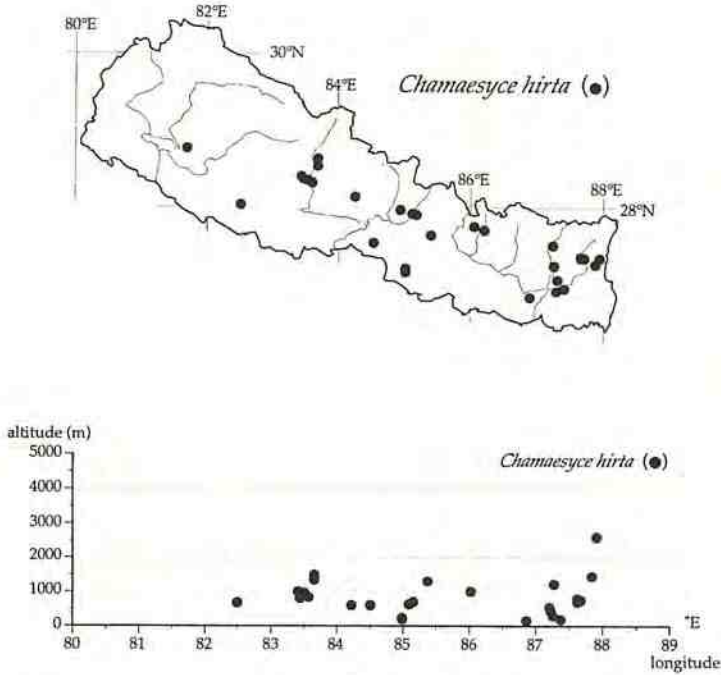 82°E
80°E
30°N
84°E
Chamaesyce hirta (●)
86°E
88°E
28°N
altitude (m)
5000
Chamaesyce hirta (●)
4000
3000
2000
1000
0
°E
80 81 82 83 84 85 86 87 88 89
longitude